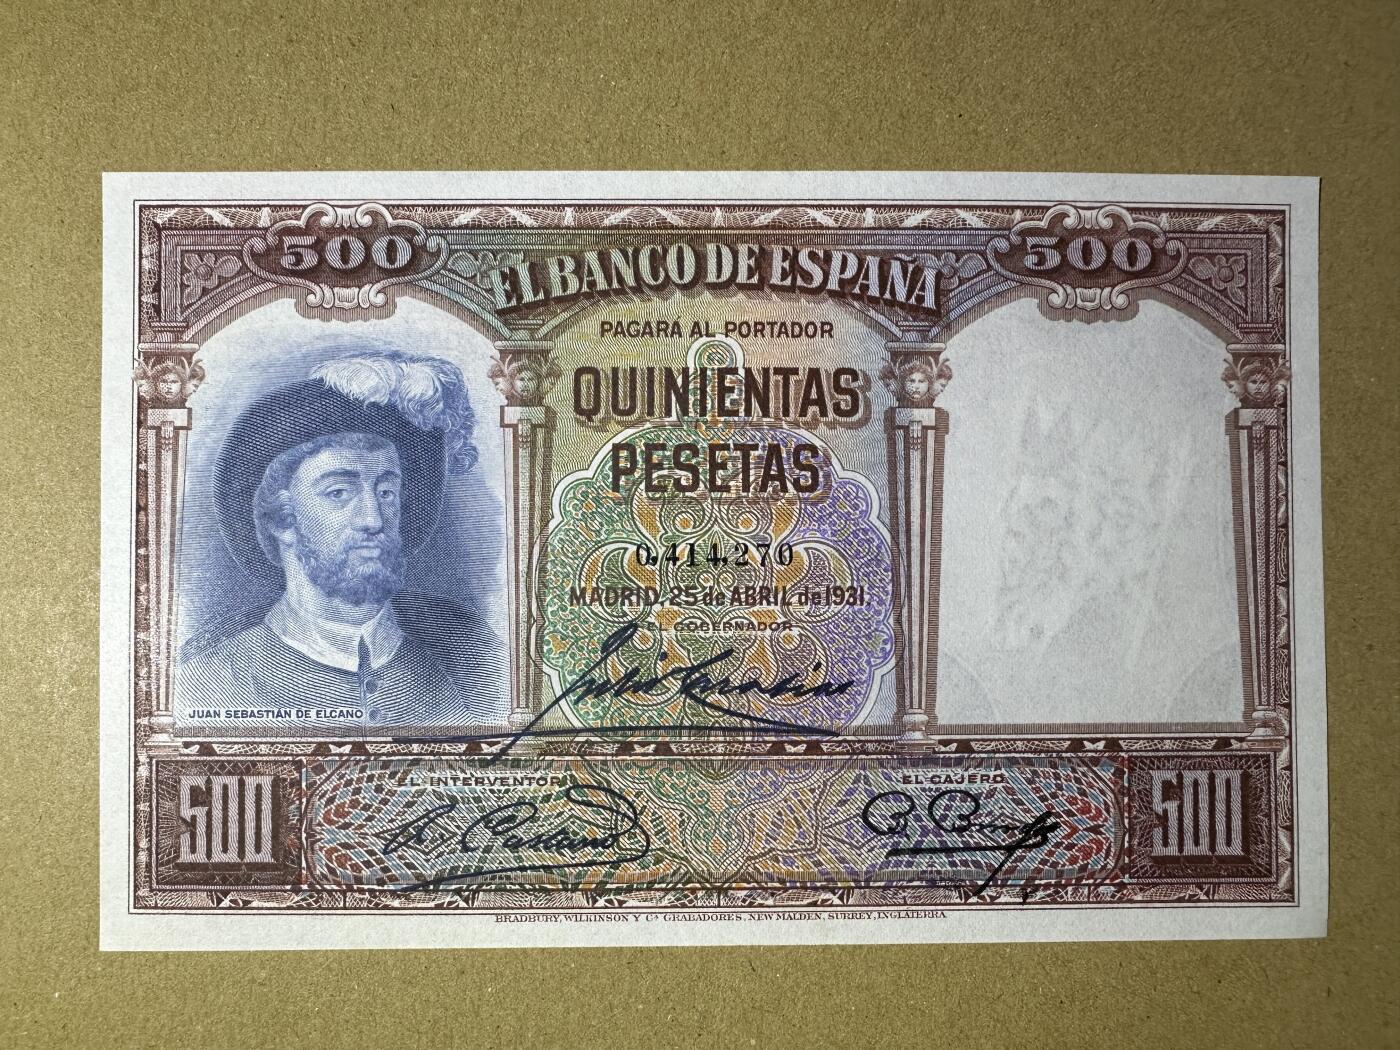 500
500
EL BANCO DE ESPAÑA
PAGARÁ AL PORTADOR
QUINIENTAS
PESETAS
0,414,270
MADRID, 25 de ABRIL de 1931.
EL GOBERNADOR
JUAN SEBASTIÁN DE ELCANO
EL INTERVENTOR
EL CAJERO
500
500
BRADBURY, WILKINSON Y Cª GRABADORES, NEW MALDEN, SURREY, INGLATERRA